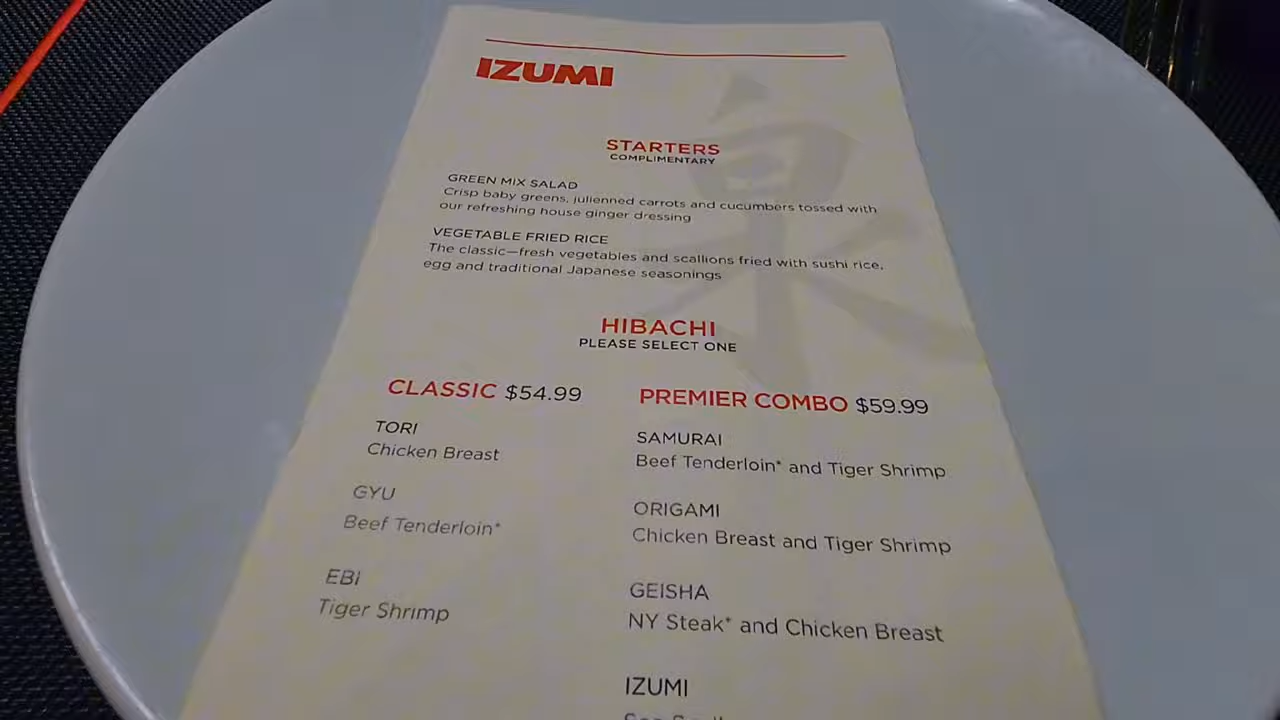 IZUMI
泉
STARTERS
COMPLIMENTARY
GREEN MIX SALAD
Crisp baby greens, julienned carrots and cucumbers tossed with
our refreshing house ginger dressing
VEGETABLE FRIED RICE
The classic—fresh vegetables and scallions fried with sushi rice,
egg and traditional Japanese seasonings
HIBACHI
PLEASE SELECT ONE
CLASSIC $54.99
TORI
Chicken Breast
GYU
Beef Tenderloin*
EBI
Tiger Shrimp
PREMIER COMBO $59.99
SAMURAI
Beef Tenderloin* and Tiger Shrimp
ORIGAMI
Chicken Breast and Tiger Shrimp
GEISHA
NY Steak* and Chicken Breast
IZUMI